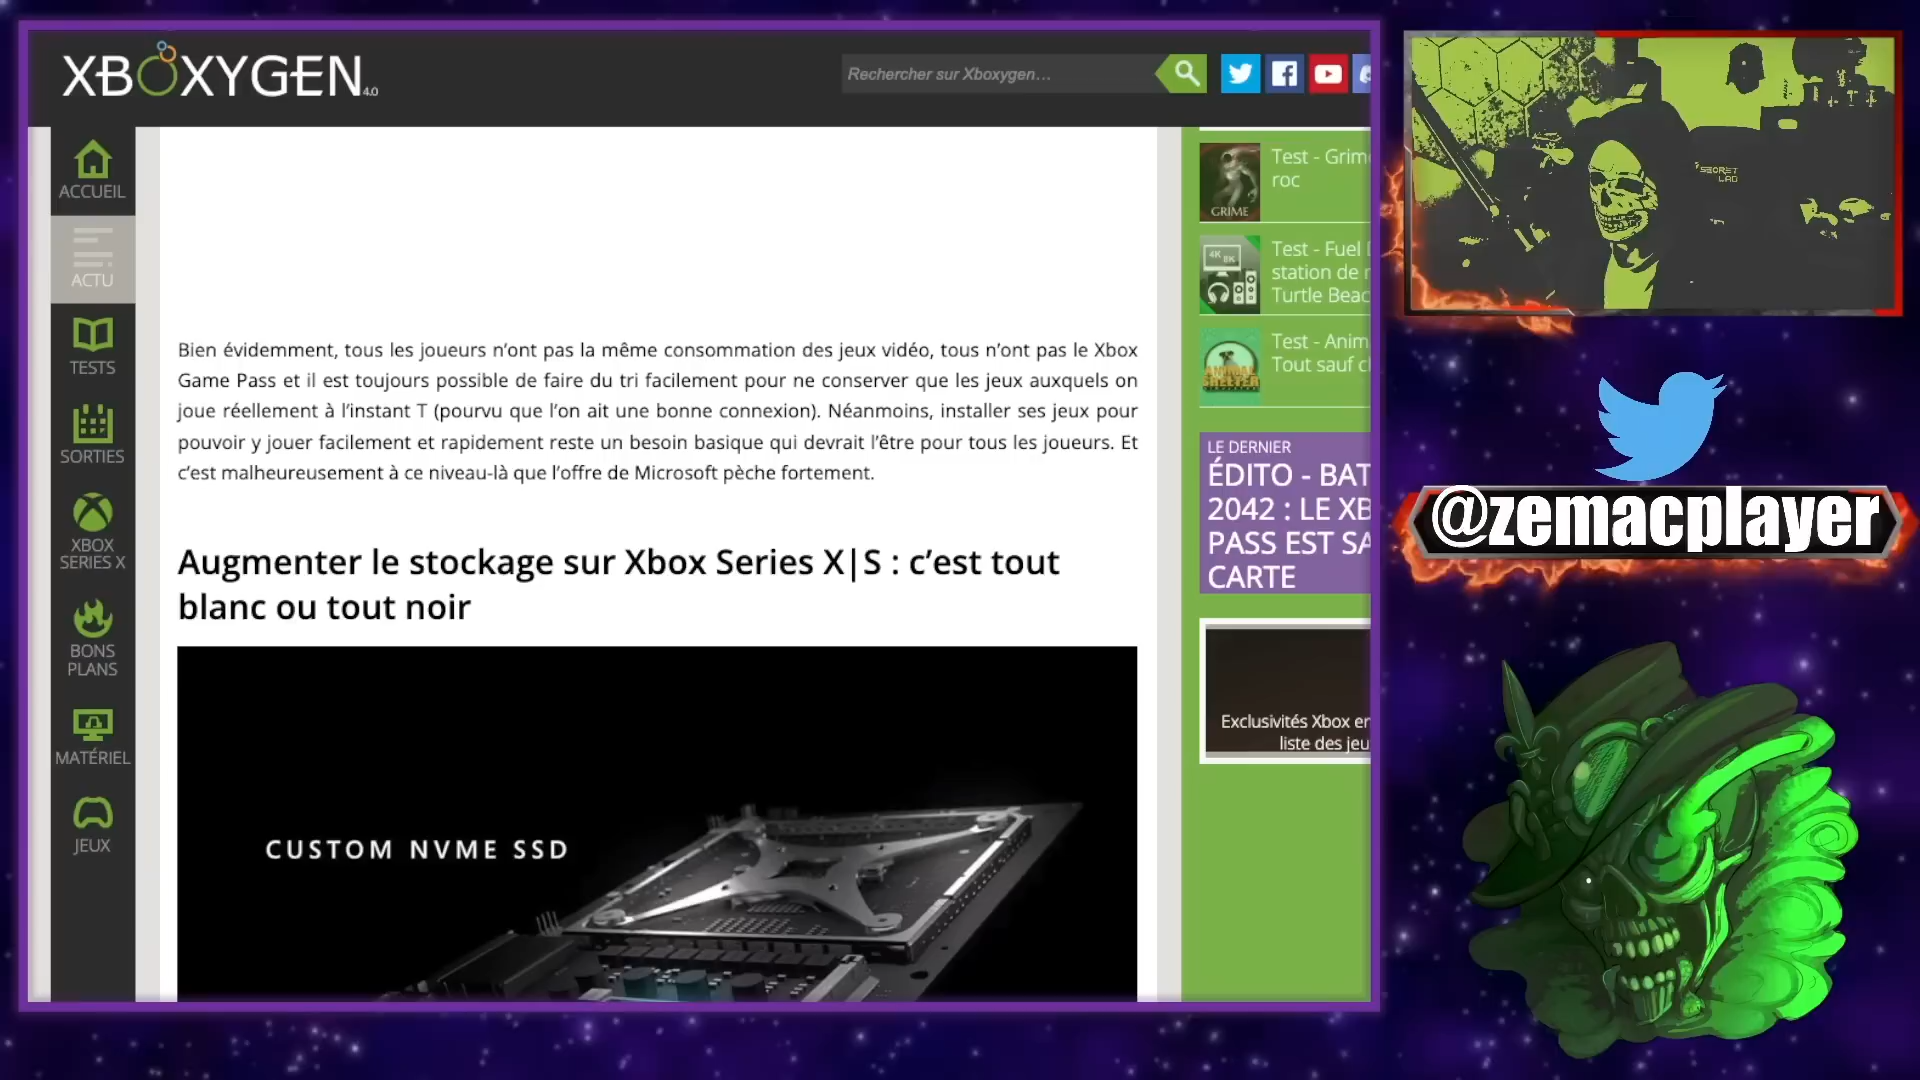 XBOXYGEN 4.0
Rechercher sur Xboxygen...
ACCUEIL
ACTU
TESTS
SORTIES
XBOX
SERIES X
BONS
PLANS
MATÉRIEL
JEUX
Bien évidemment, tous les joueurs n'ont pas la même consommation des jeux vidéo, tous n'ont pas le Xbox
Game Pass et il est toujours possible de faire du tri facilement pour ne conserver que les jeux auxquels on
joue réellement à l'instant T (pourvu que l'on ait une bonne connexion). Néanmoins, installer ses jeux pour
pouvoir y jouer facilement et rapidement reste un besoin basique qui devrait l'être pour tous les joueurs. Et
c'est malheureusement à ce niveau-là que l'offre de Microsoft pèche fortement.
Augmenter le stockage sur Xbox Series X|S : c'est tout
blanc ou tout noir
CUSTOM NVME SSD
GRIME
Test - Grim
roc
4K 8K
Test - Fuel
station de
Turtle Beac
ANIMAL
SHELTER
Test - Anim
Tout sauf c
LE DERNIER
ÉDITO - BAT
2042 : LE XB
PASS EST SA
CARTE
Exclusivités Xbox en
liste des jeu
SECRET
LAB
@zemacplayer